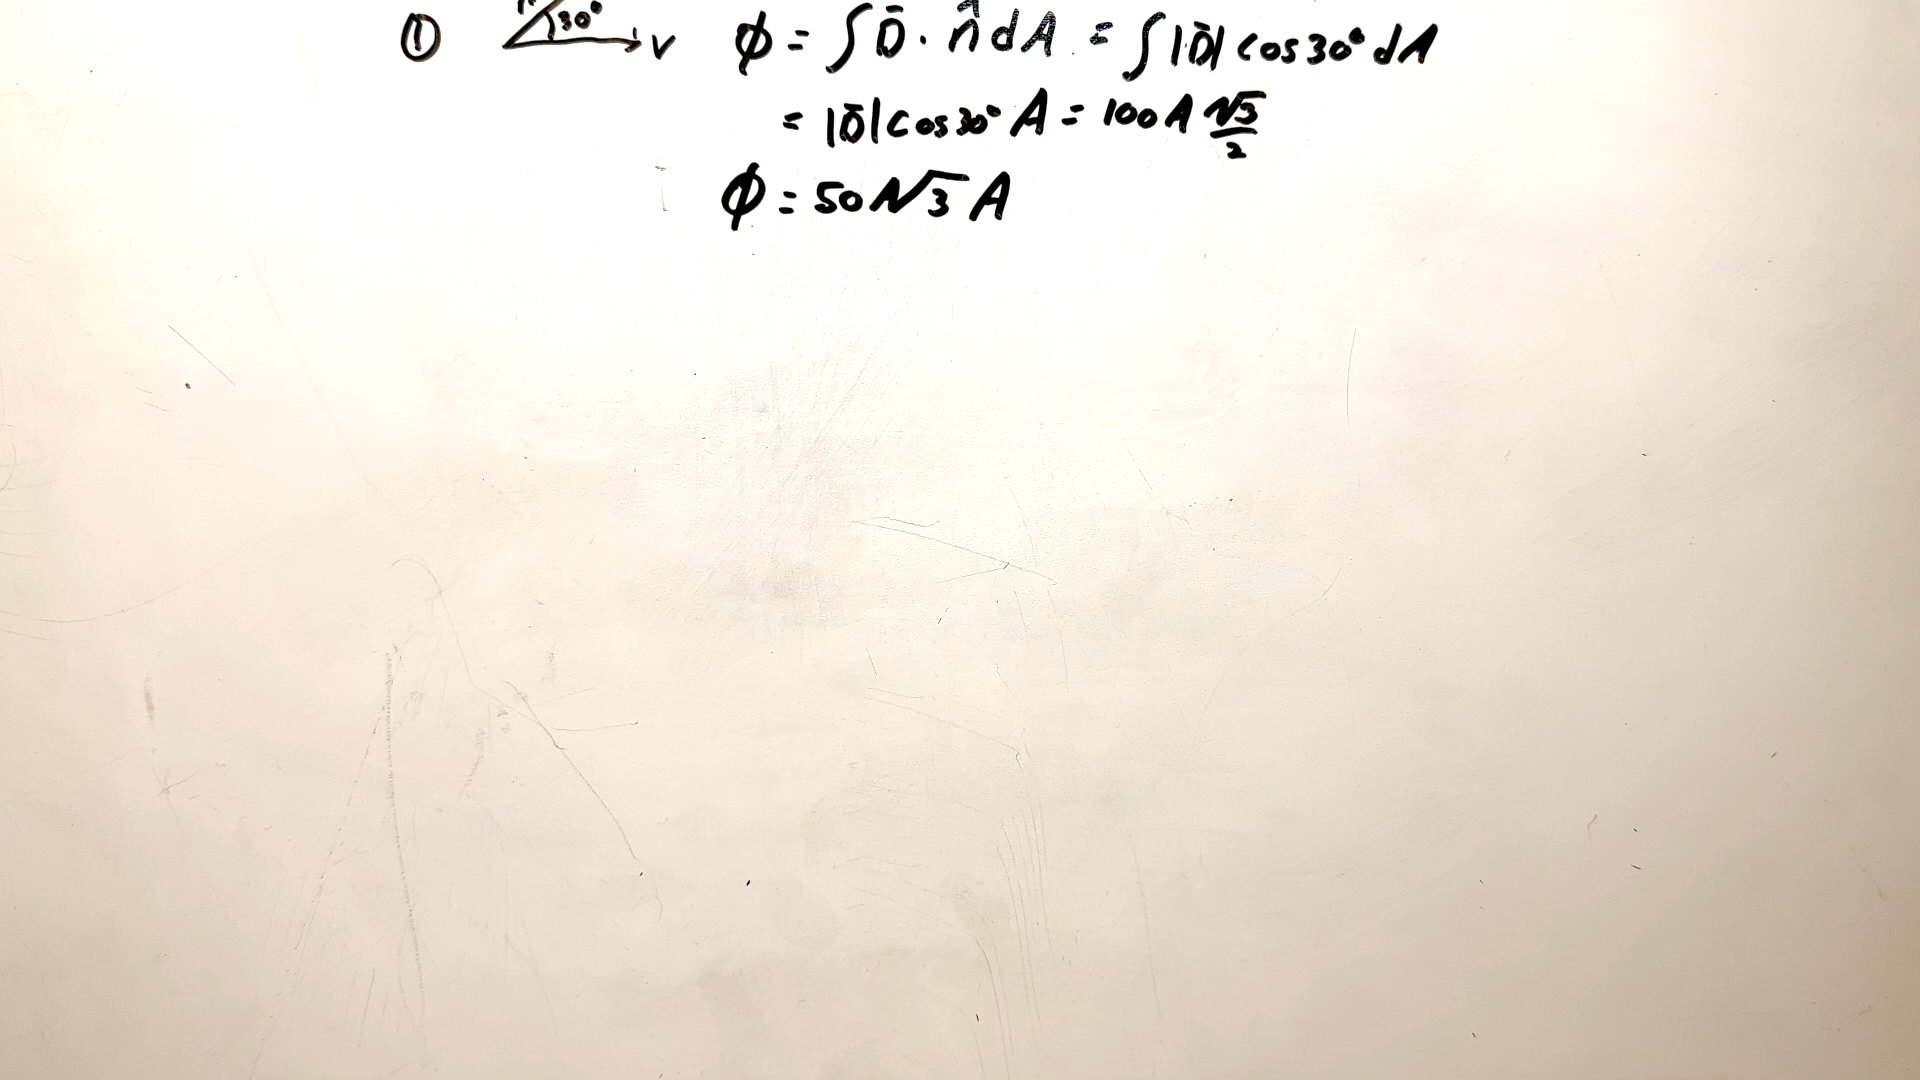 ① 30° v ϕ = ∫ D̄ · n̂ dA = ∫ |D̄| cos 30° dA
= |D̄| cos 30° A = 100 A √3/2
ϕ = 50 √3 A